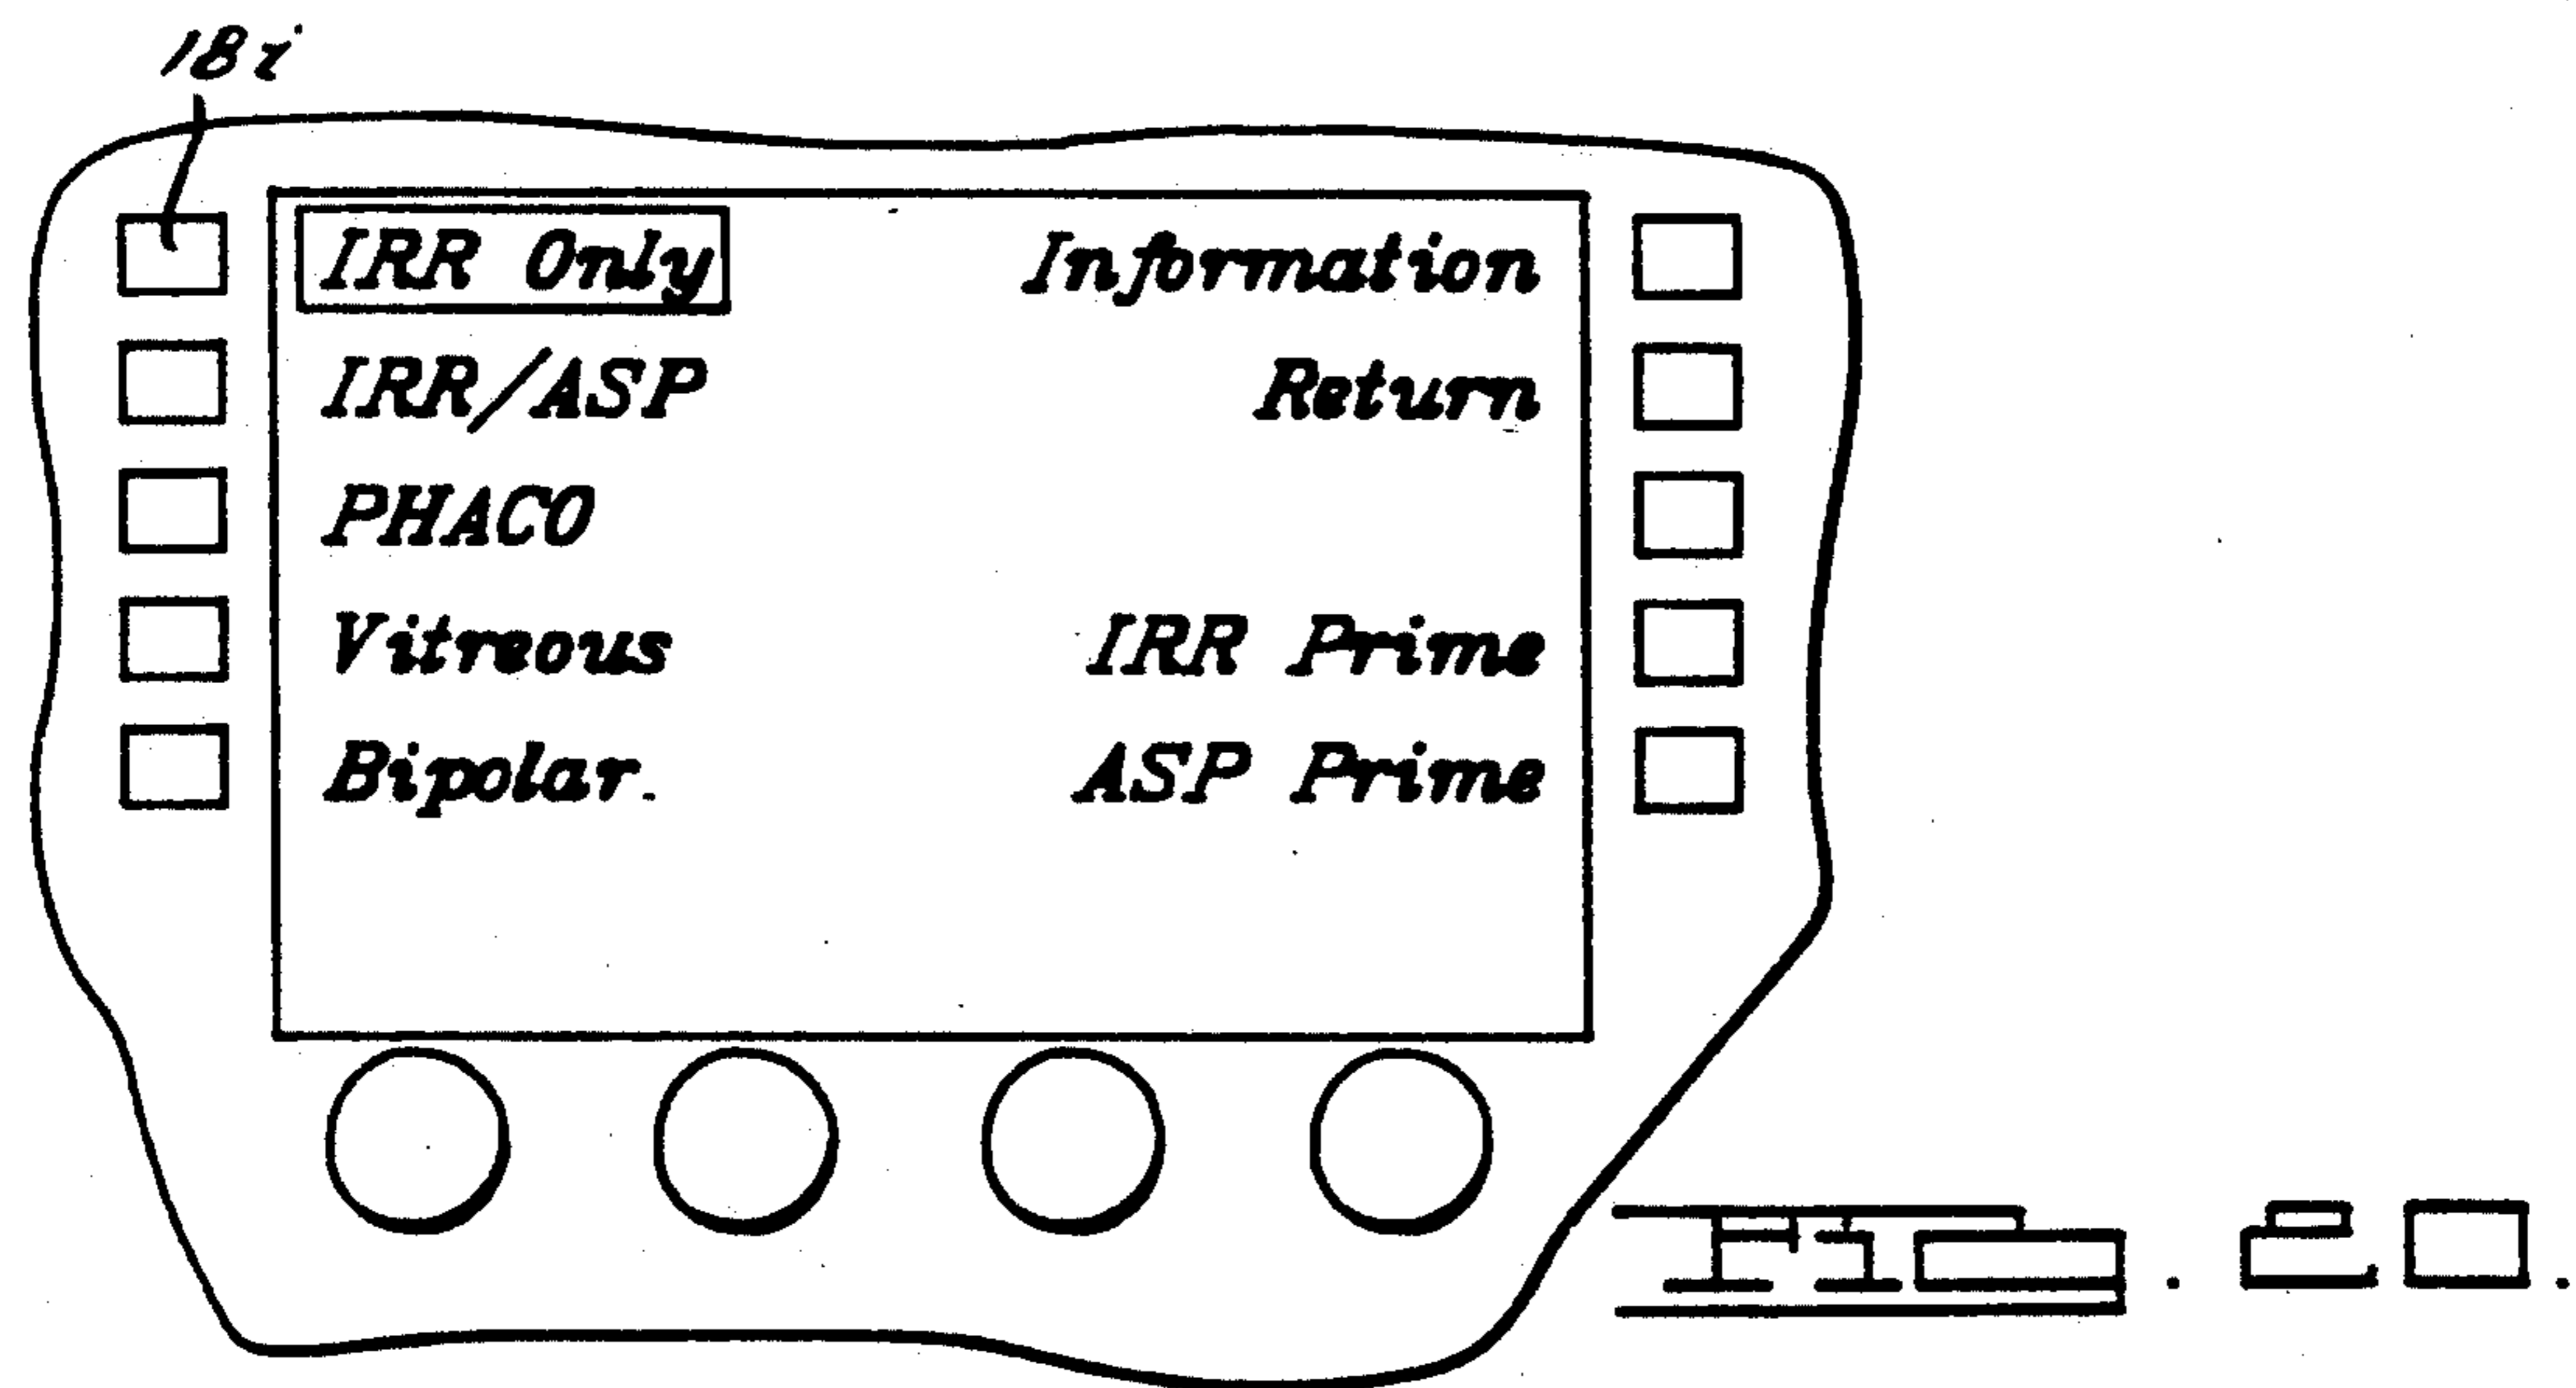 18i
IRR Only Information
IRR/ASP Return
PHACO
Vitreous IRR Prime
Bipolar. ASP Prime
FIG. 20.